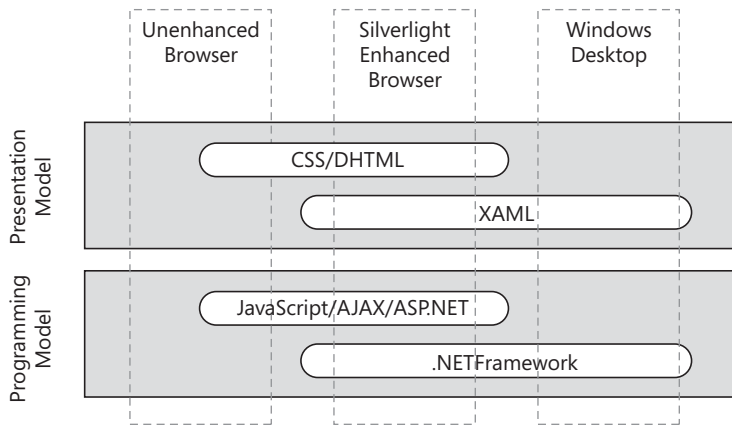 Unenhanced
Browser
Silverlight
Enhanced
Browser
Windows
Desktop
Presentation
Model
CSS/DHTML
XAML
Programming
Model
JavaScript/AJAX/ASP.NET
.NETFramework